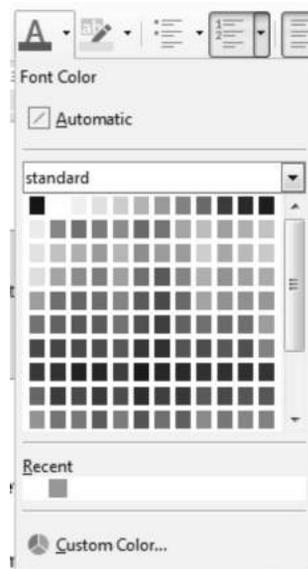 A
Font Color
Automatic
standard
Recent
Custom Color...